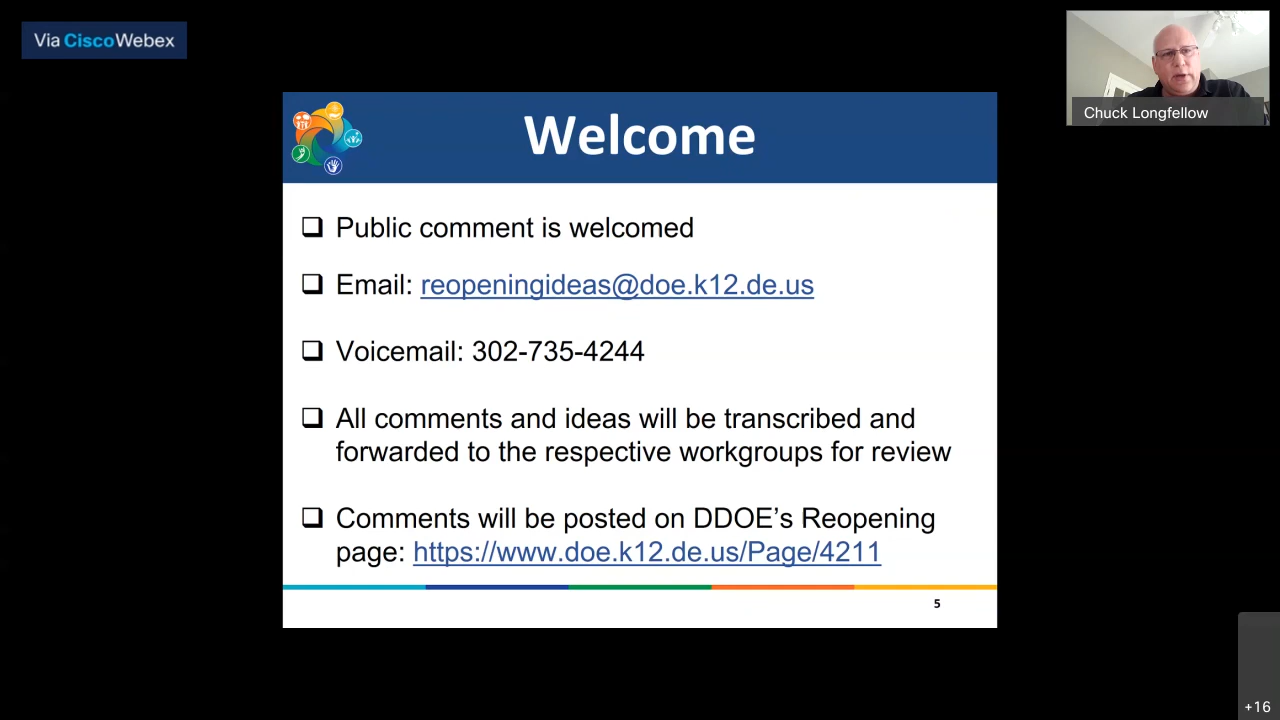 Via CiscoWebex
Chuck Longfellow
Welcome
Public comment is welcomed
Email: reopeningideas@doe.k12.de.us
Voicemail: 302-735-4244
All comments and ideas will be transcribed and
forwarded to the respective workgroups for review
Comments will be posted on DDOE’s Reopening
page: https://www.doe.k12.de.us/Page/4211
5
+16